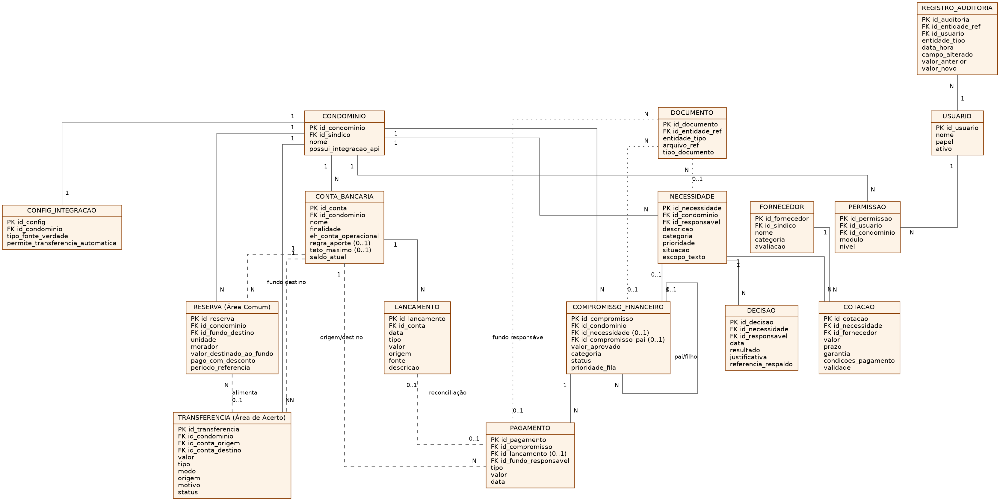 REGISTRO_AUDITORIA
PK id_auditoria
FK id_entidade_ref
FK id_usuario
entidade_tipo
data_hora
campo_alterado
valor_anterior
valor_novo
N
1
USUARIO
PK id_usuario
nome
papel
ativo
1
N
CONDOMINIO
PK id_condominio
FK id_sindico
nome
possui_integracao_api
1
1
1
1
1
1
1
N
DOCUMENTO
PK id_documento
FK id_entidade_ref
entidade_tipo
arquivo_ref
tipo_documento
N
N
N
0..1
CONFIG_INTEGRACAO
PK id_config
FK id_condominio
tipo_fonte_verdade
permite_transferencia_automatica
1
CONTA_BANCARIA
PK id_conta
FK id_condominio
nome
finalidade
eh_conta_operacional
regra_aporte (0..1)
teto_maximo (0..1)
saldo_atual
1
1
1
1
NECESSIDADE
PK id_necessidade
FK id_condominio
FK id_responsavel
descricao
categoria
prioridade
situacao
escopo_texto
N
1
1
0..1
FORNECEDOR
PK id_fornecedor
FK id_sindico
nome
categoria
avaliacao
1
PERMISSAO
PK id_permissao
FK id_usuario
FK id_condominio
modulo
nivel
N
fundo destino
N
N
N
N
0..1
1
0..1
N
N
N
RESERVA (Área Comum)
PK id_reserva
FK id_condominio
FK id_fundo_destino
unidade
morador
valor_destinado_ao_fundo
pago_com_desconto
periodo_referencia
N
alimenta
0..1
origem/destino
LANCAMENTO
PK id_lancamento
FK id_conta
data
tipo
valor
origem
fonte
descricao
0..1
reconciliação
fundo responsável
COMPROMISSO_FINANCEIRO
PK id_compromisso
FK id_condominio
FK id_necessidade (0..1)
FK id_compromisso_pai (0..1)
valor_aprovado
categoria
status
prioridade_fila
pai/filho
1
N
DECISAO
PK id_decisao
FK id_necessidade
FK id_responsavel
data
resultado
justificativa
referencia_respaldo
COTACAO
PK id_cotacao
FK id_necessidade
FK id_fornecedor
valor
prazo
garantia
condicoes_pagamento
validade
N
N
0..1
N
TRANSFERENCIA (Área de Acerto)
PK id_transferencia
FK id_condominio
FK id_conta_origem
FK id_conta_destino
valor
tipo
modo
origem
motivo
status
0..1
N
PAGAMENTO
PK id_pagamento
FK id_compromisso
FK id_lancamento (0..1)
FK id_fundo_responsavel
tipo
valor
data